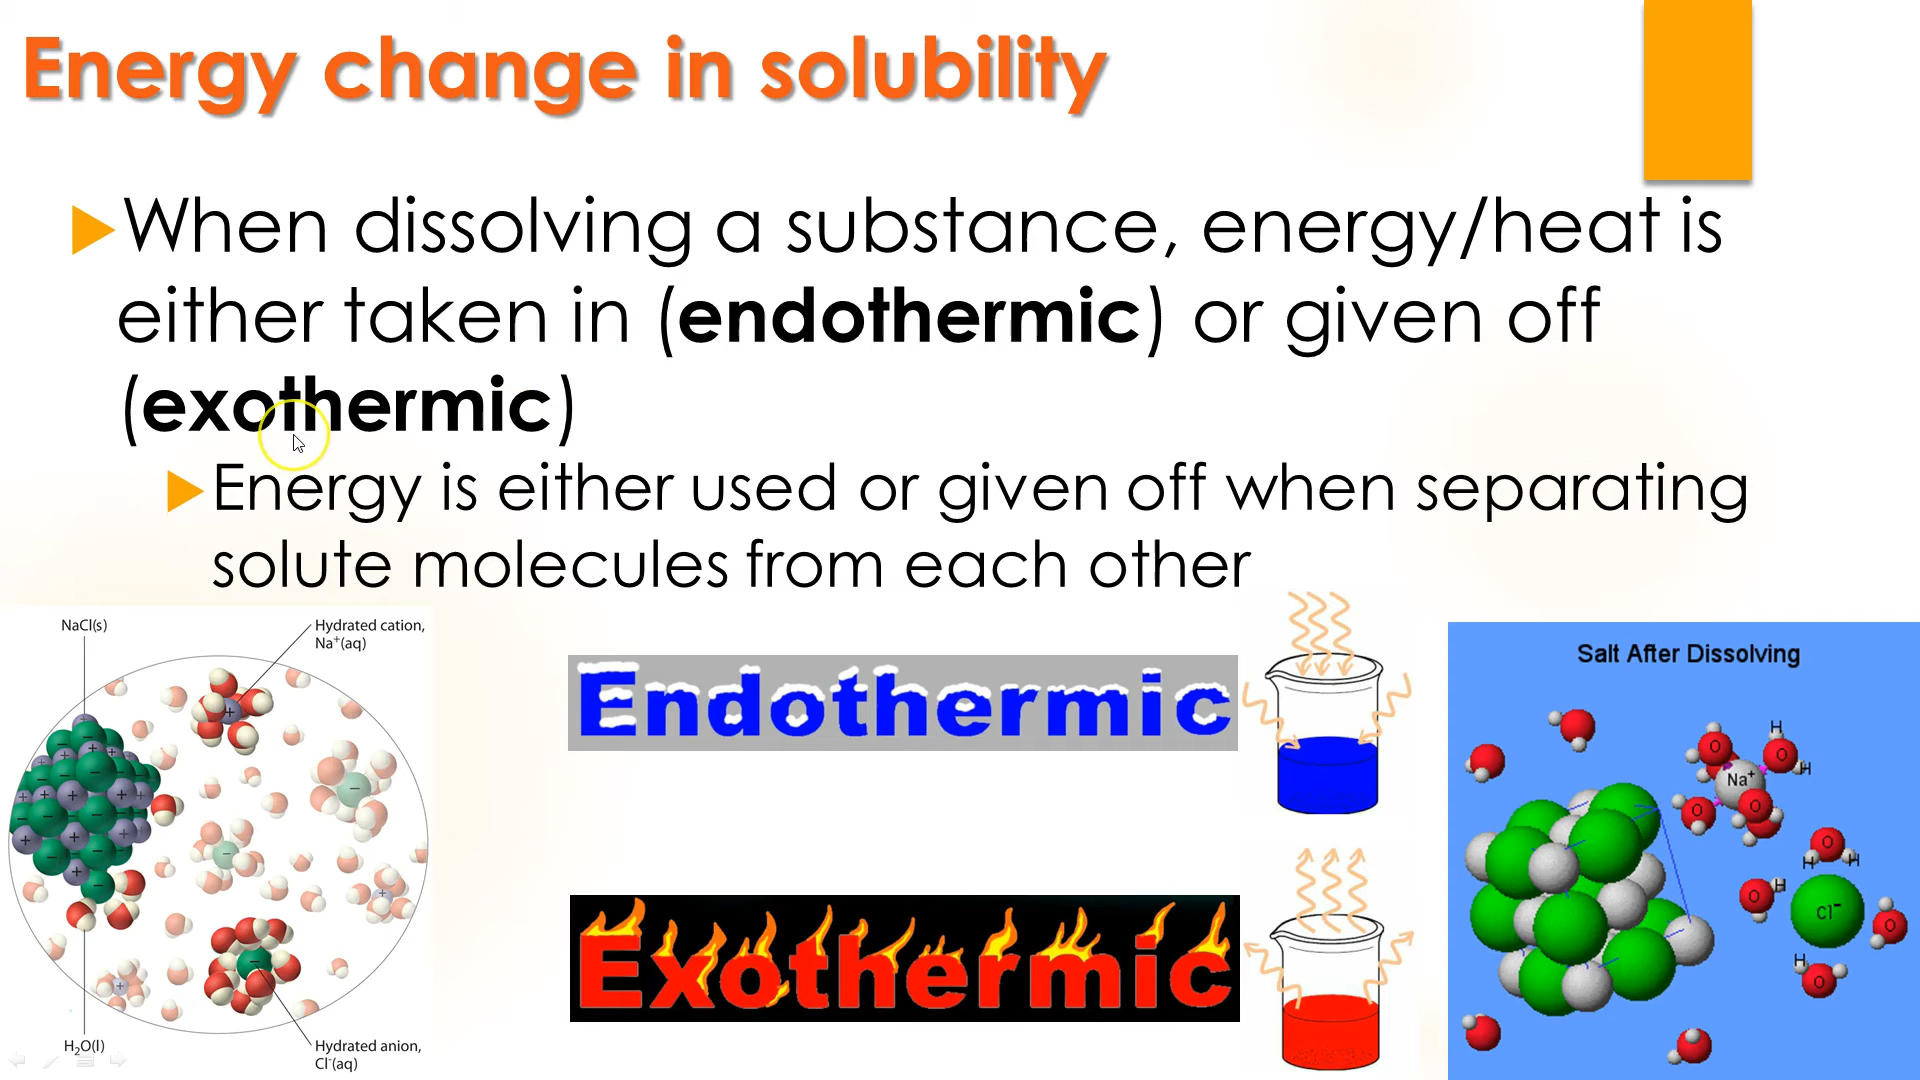 Energy change in solubility
When dissolving a substance, energy/heat is
either taken in (endothermic) or given off
(exothermic)
Energy is either used or given off when separating
solute molecules from each other
NaCl(s)
Hydrated cation,
Na⁺(aq)
+
−
H₂O(l)
Hydrated anion,
Cl⁻(aq)
Endothermic
Exothermic
Salt After Dissolving
H
O
O
H
Na⁺
O
O
O
H
H
O
H
Cl⁻
O
H
O